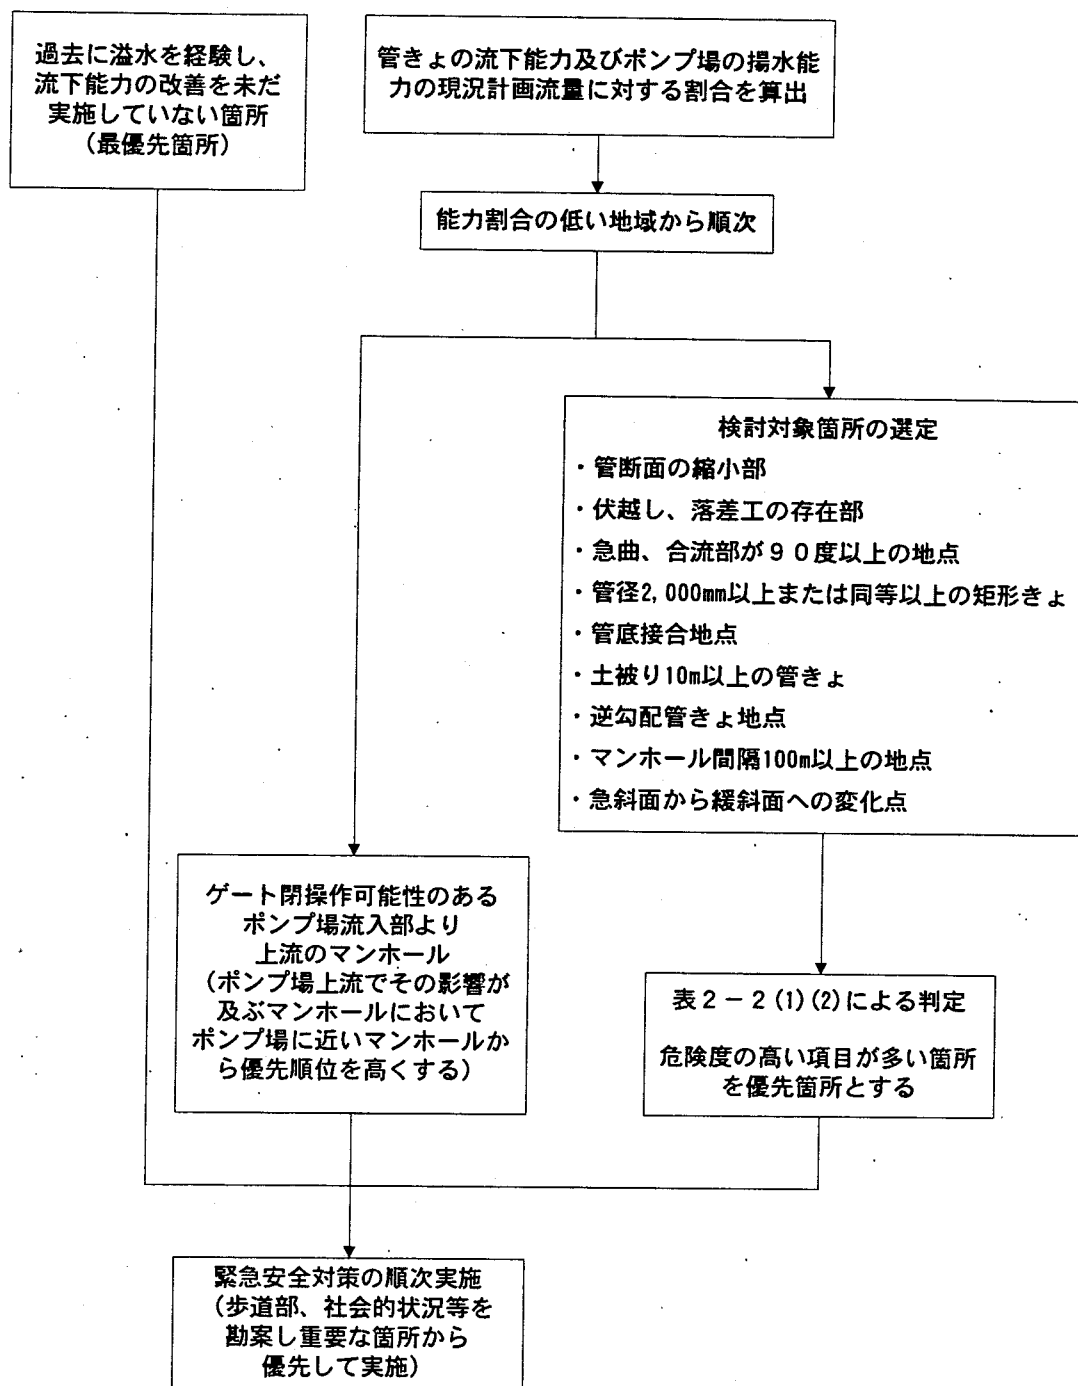 過去に溢水を経験し、
流下能力の改善を未だ
実施していない箇所
（最優先箇所）
管きょの流下能力及びポンプ場の揚水能
力の現況計画流量に対する割合を算出
能力割合の低い地域から順次
検討対象箇所の選定
・管断面の縮小部
・伏越し、落差工の存在部
・急曲、合流部が９０度以上の地点
・管径2,000㎜以上または同等以上の矩形きょ
・管底接合地点
・土被り10m以上の管きょ
・逆勾配管きょ地点
・マンホール間隔100m以上の地点
・急斜面から緩斜面への変化点
ゲート閉操作可能性のある
ポンプ場流入部より
上流のマンホール
（ポンプ場上流でその影響が
及ぶマンホールにおいて
ポンプ場に近いマンホールか
ら優先順位を高くする）
表２－２(1)(2)による判定
危険度の高い項目が多い箇所
を優先箇所とする
緊急安全対策の順次実施
（歩道部、社会的状況等を
勘案し重要な箇所から
優先して実施）